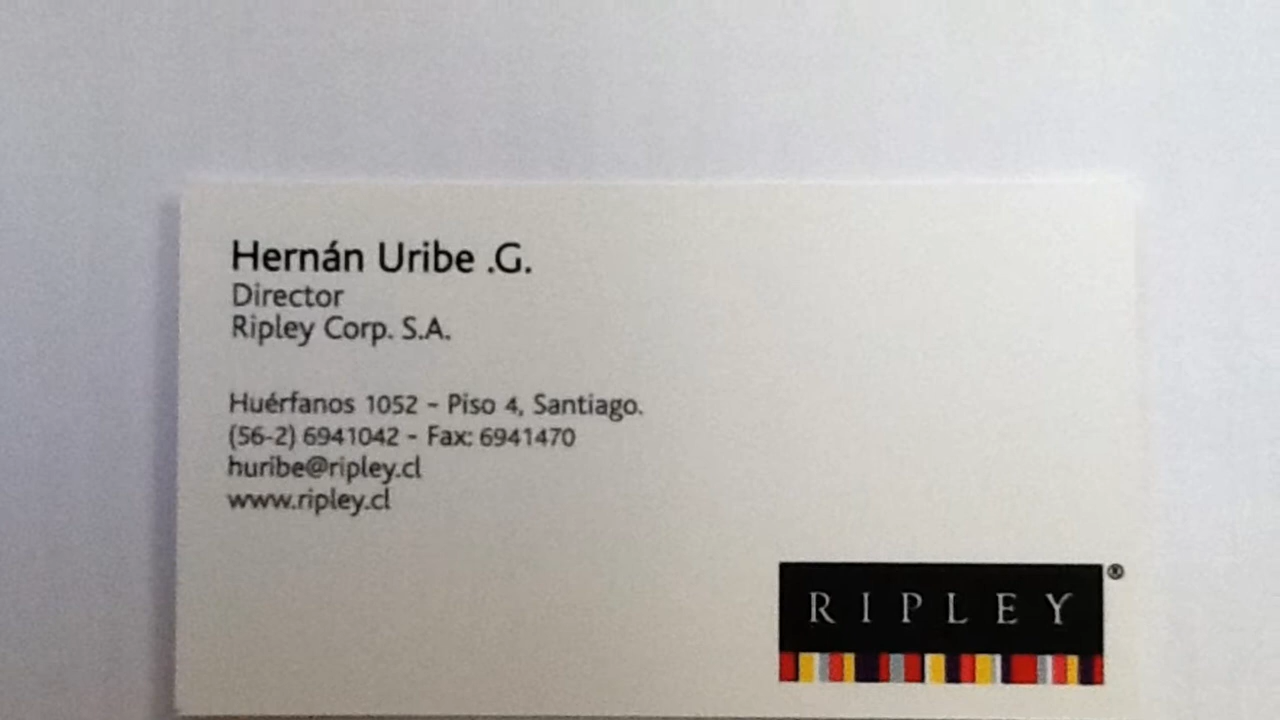 Hernán Uribe .G.
Director
Ripley Corp. S.A.
Huérfanos 1052 - Piso 4, Santiago.
(56-2) 6941042 - Fax: 6941470
huribe@ripley.cl
www.ripley.cl
RIPLEY®